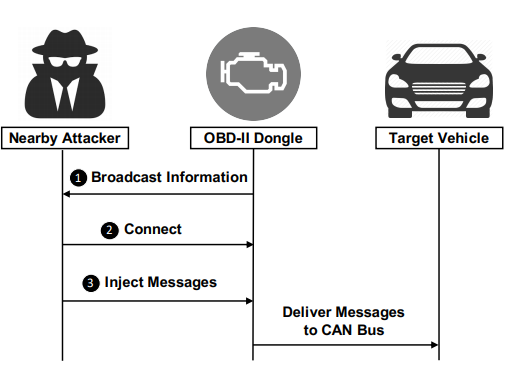 Nearby Attacker
OBD-II Dongle
Target Vehicle
1 Broadcast Information
2 Connect
3 Inject Messages
Deliver Messages
to CAN Bus